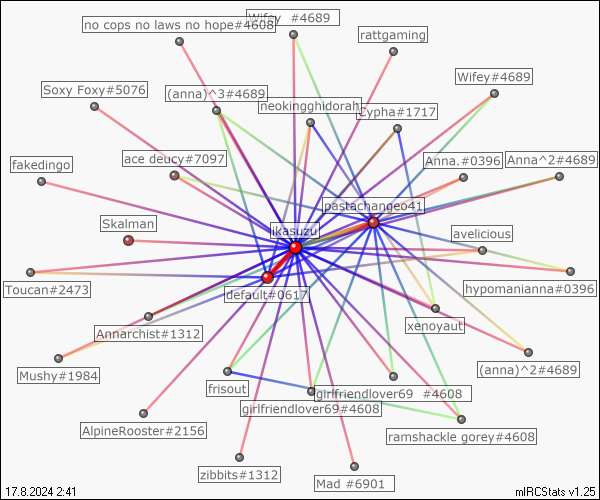 no cops no laws no hope#4608
Wifey #4689
rattgaming
Wifey#4689
Soxy Foxy#5076
(anna)^3#4689
neokingghidorah
Cypha#1717
fakedingo
ace deucy#7097
Anna.#0396
Anna^2#4689
pastachangeo41
Skalman
ikasuzu
avelicious
Toucan#2473
default#0617
hypomanianna#0396
Annarchist#1312
xenoyaut
Mushy#1984
(anna)^2#4689
frisout
girlfriendlover69 #4608
girlfriendlover69#4608
AlpineRooster#2156
ramshackle gorey#4608
zibbits#1312
Mad #6901
17.8.2024 2:41
mIRCStats v1.25